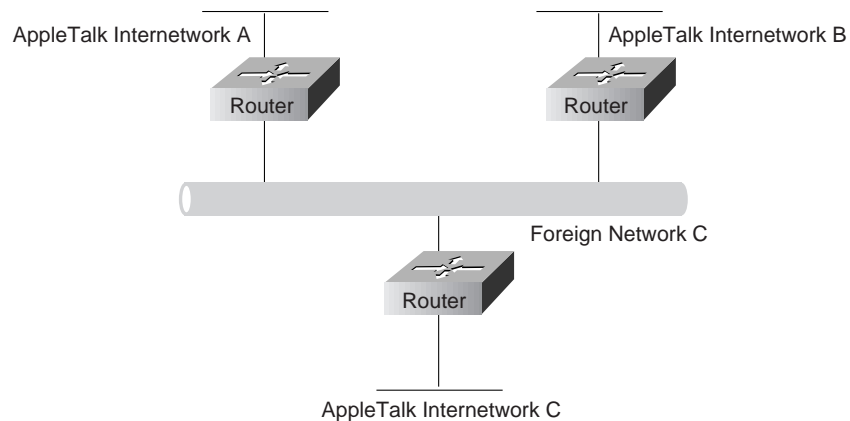 AppleTalk Internetwork A
AppleTalk Internetwork B
Router
Router
Foreign Network C
Router
AppleTalk Internetwork C